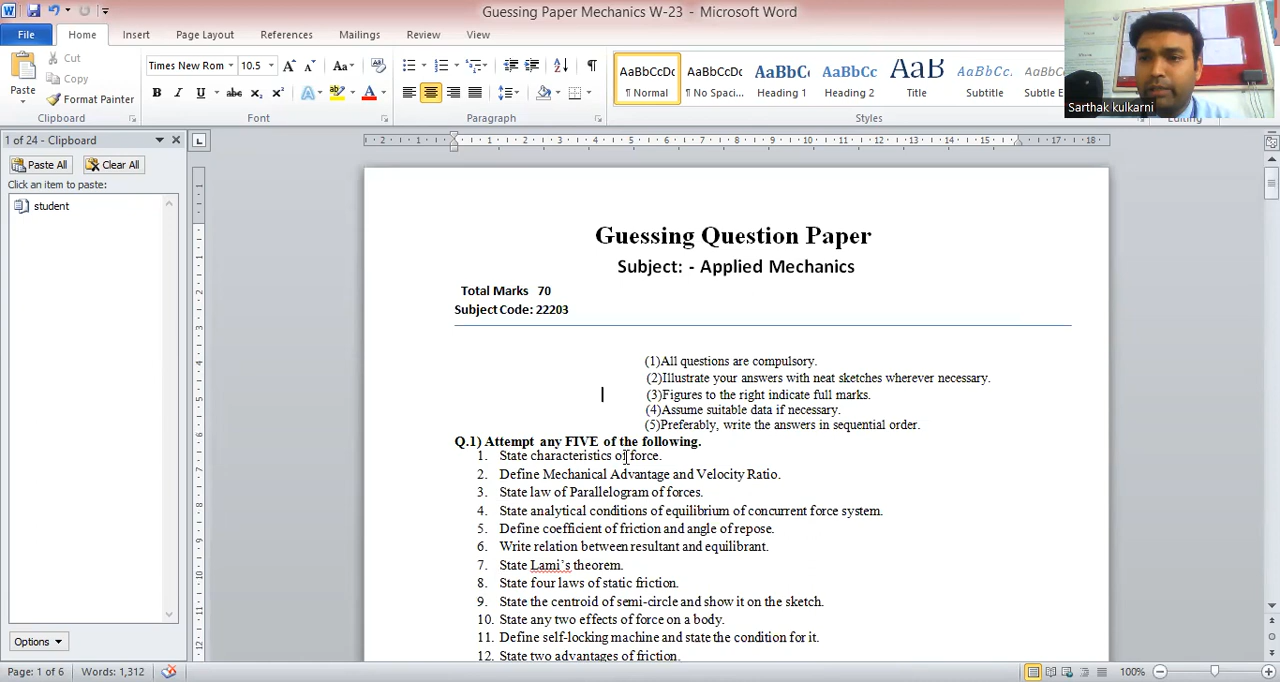 Guessing Paper Mechanics W-23 - Microsoft Word
File Home Insert Page Layout References Mailings Review View
Cut
Copy
Paste
Format Painter
Clipboard
Times New Rom 10.5
Font
Paragraph
AaBbCcDc AaBbCcDc AaBbC AaBbCc AaB AaBbCc. AaBbCc
¶ Normal ¶ No Spaci... Heading 1 Heading 2 Title Subtitle Subtle E
Styles
Editing
Sarthak kulkarni
1 of 24 - Clipboard
Paste All Clear All
Click an item to paste:
student
Options
Guessing Question Paper
Subject: - Applied Mechanics
Total Marks 70
Subject Code: 22203
(1)All questions are compulsory.
(2)Illustrate your answers with neat sketches wherever necessary.
(3)Figures to the right indicate full marks.
(4)Assume suitable data if necessary.
(5)Preferably, write the answers in sequential order.
Q.1) Attempt any FIVE of the following.
1. State characteristics of force.
2. Define Mechanical Advantage and Velocity Ratio.
3. State law of Parallelogram of forces.
4. State analytical conditions of equilibrium of concurrent force system.
5. Define coefficient of friction and angle of repose.
6. Write relation between resultant and equilibrant.
7. State Lami's theorem.
8. State four laws of static friction.
9. State the centroid of semi-circle and show it on the sketch.
10. State any two effects of force on a body.
11. Define self-locking machine and state the condition for it.
12. State two advantages of friction.
Page: 1 of 6 Words: 1,312 100%